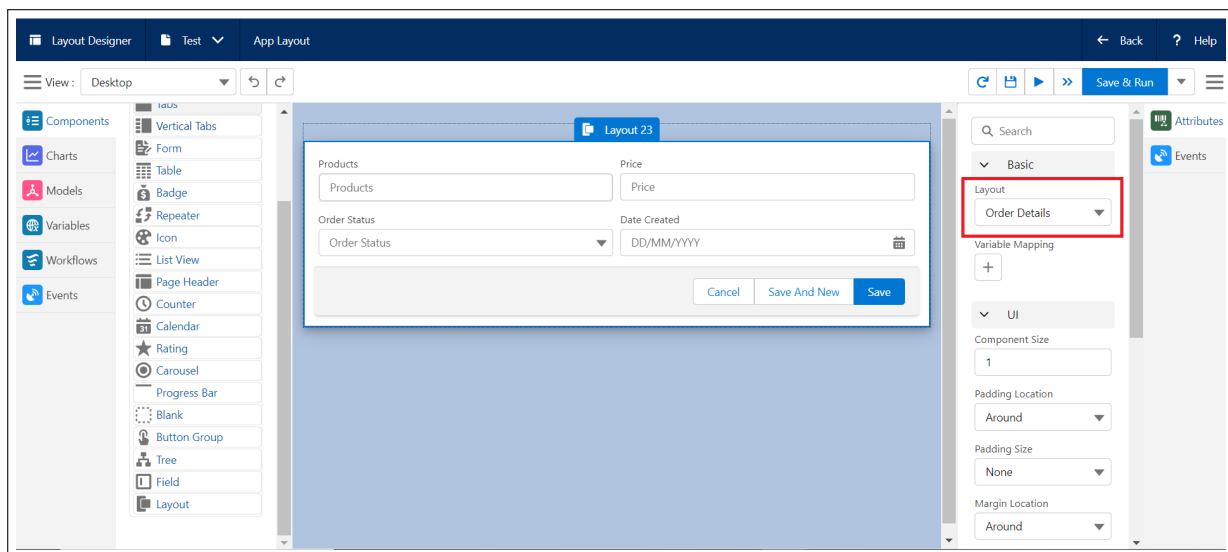 Layout Designer Test App Layout Back ? Help
View : Desktop Save & Run
Components
Charts
Models
Variables
Workflows
Events
Tabs
Vertical Tabs
Form
Table
Badge
Repeater
Icon
List View
Page Header
Counter
31 Calendar
Rating
Carousel
Progress Bar
Blank
Button Group
Tree
Field
Layout
Layout 23
Products Price
Products Price
Order Status Date Created
Order Status DD/MM/YYYY
Cancel Save And New Save
Search
Basic
Layout
Order Details
Variable Mapping
UI
Component Size
1
Padding Location
Around
Padding Size
None
Margin Location
Around
Attributes
Events